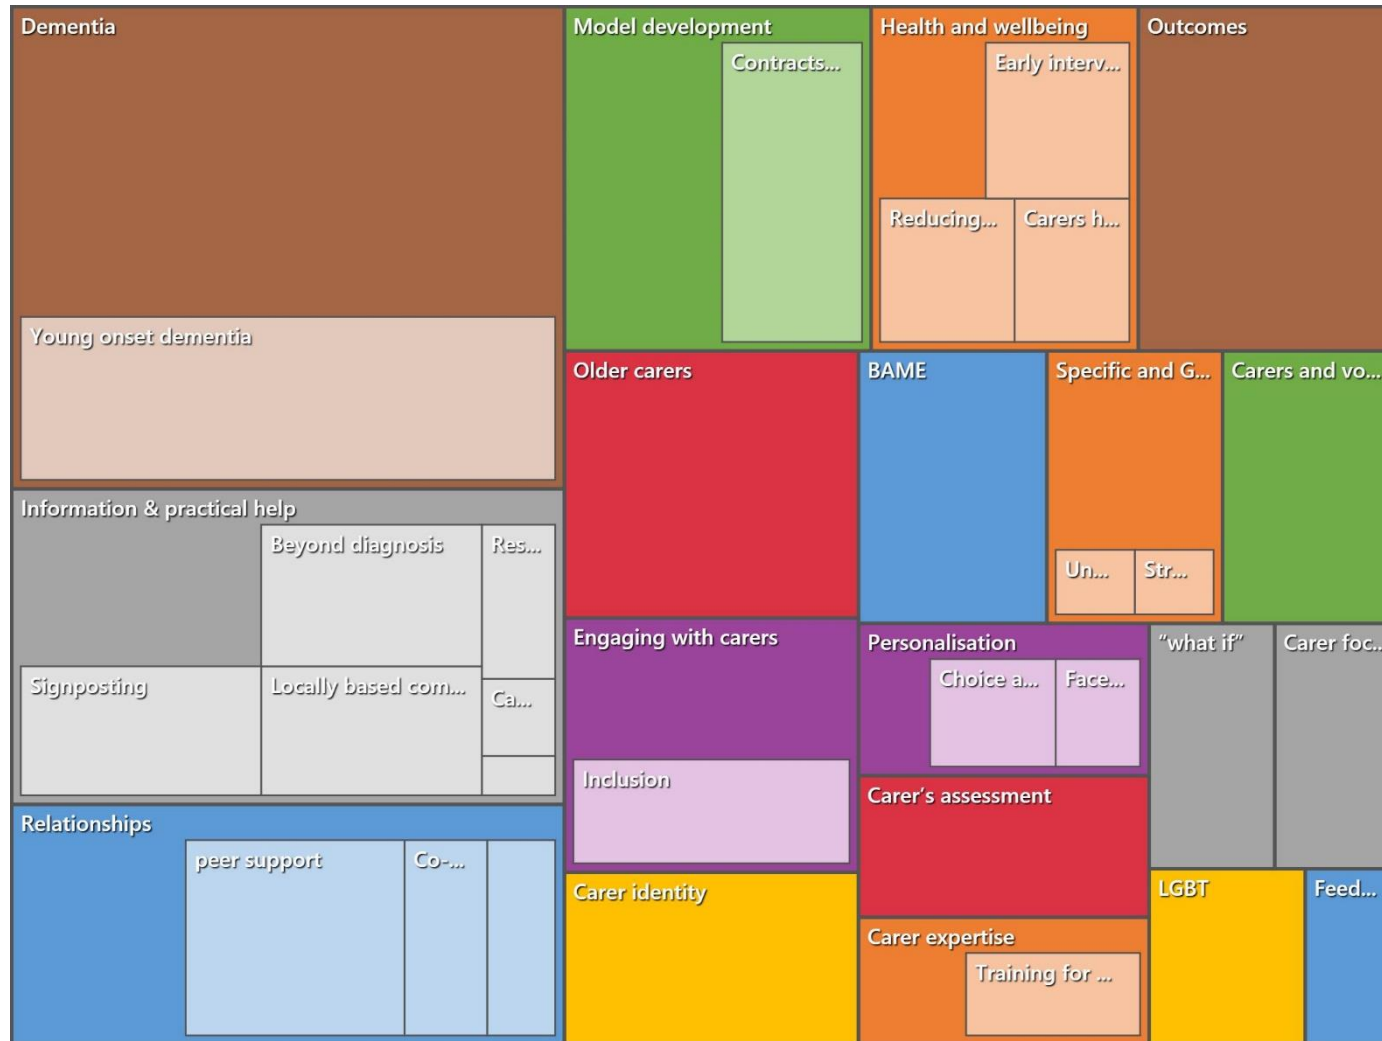 Dementia
Young onset dementia
Information & practical help
Beyond diagnosis
Res...
Signposting
Locally based com...
Ca...
Relationships
peer support
Co-...
Model development
Contracts...
Health and wellbeing
Early interv...
Reducing...
Carers h...
Outcomes
Older carers
BAME
Specific and G...
Un...
Str...
Carers and vo...
Engaging with carers
Inclusion
Personalisation
Choice a...
Face...
"what if"
Carer foc...
Carer identity
Carer's assessment
Carer expertise
Training for ...
LGBT
Feed...